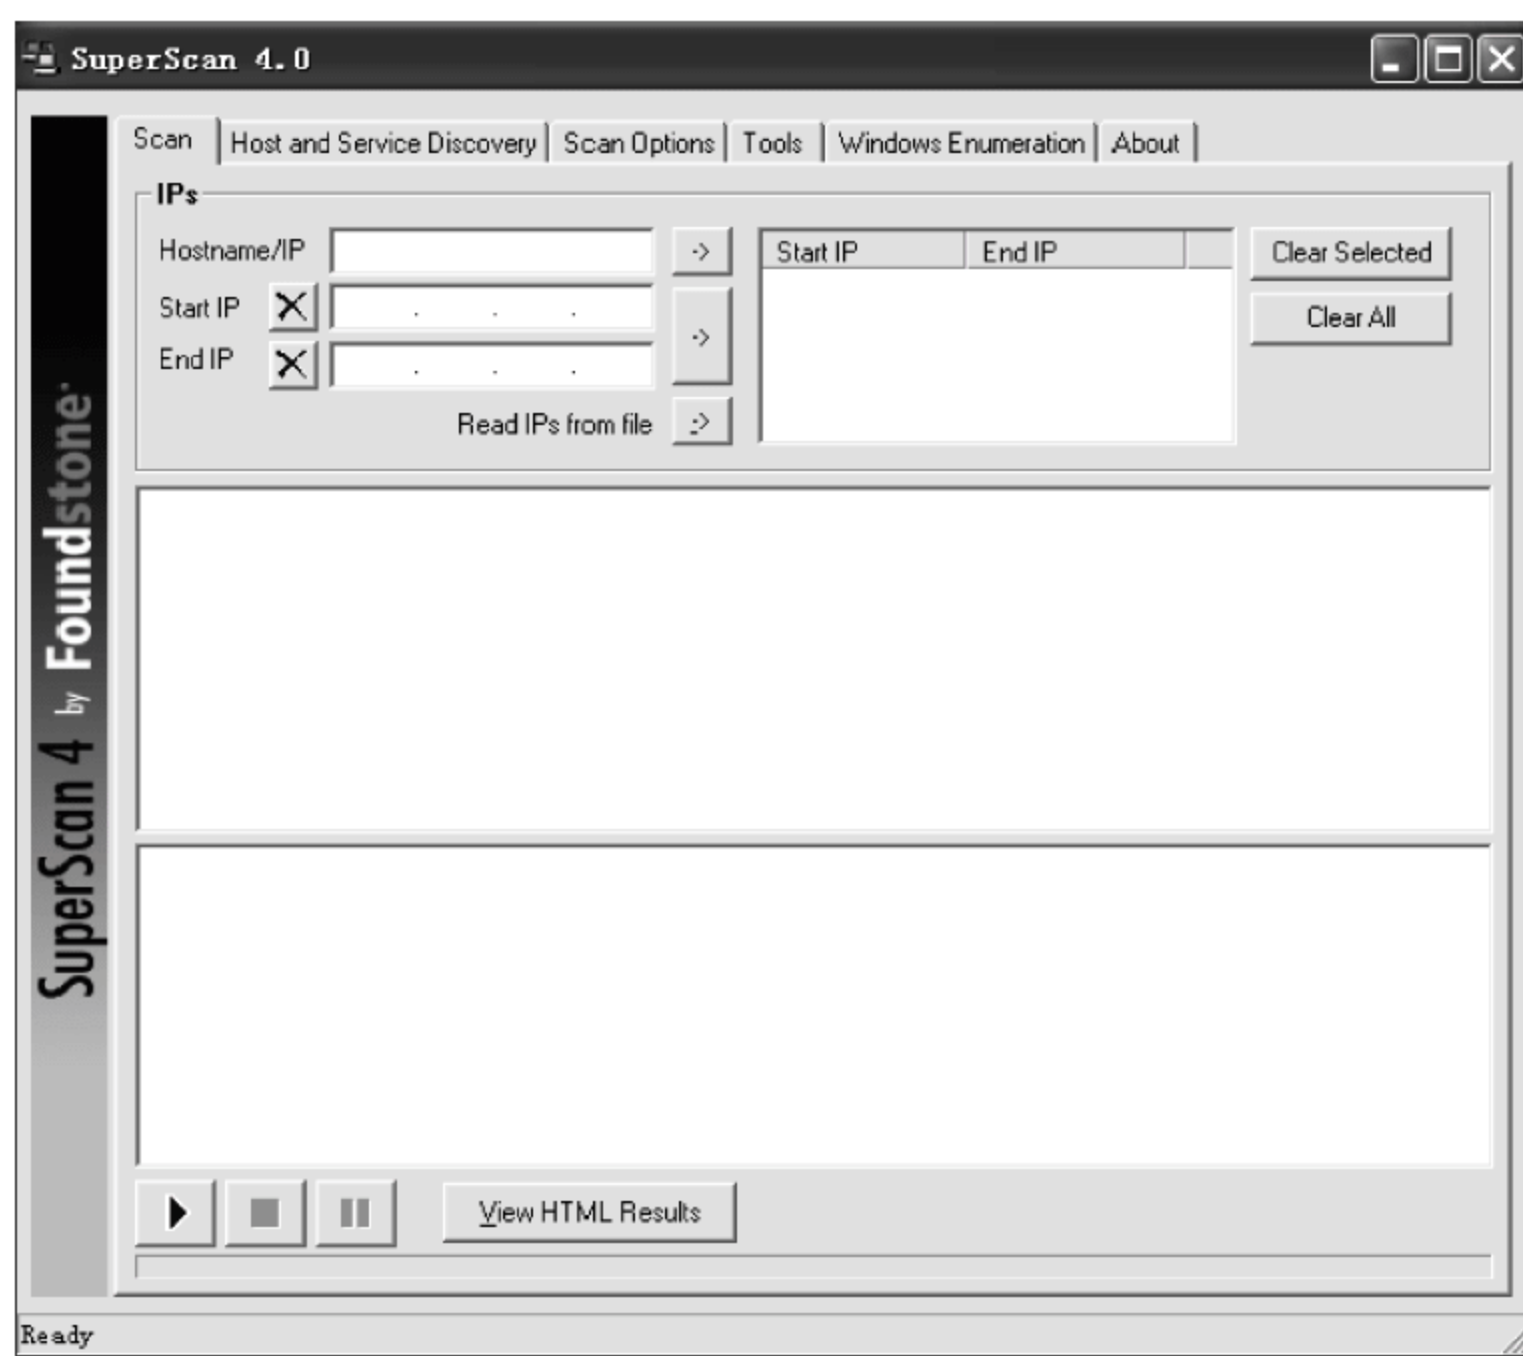 SuperScan 4.0
Scan
Host and Service Discovery
Scan Options
Tools
Windows Enumeration
About
IPs
Hostname/IP
->
Start IP
End IP
Clear Selected
Start IP
. . .
->
Clear All
End IP
. . .
Read IPs from file
->
SuperScan 4 by Foundstone
View HTML Results
Ready